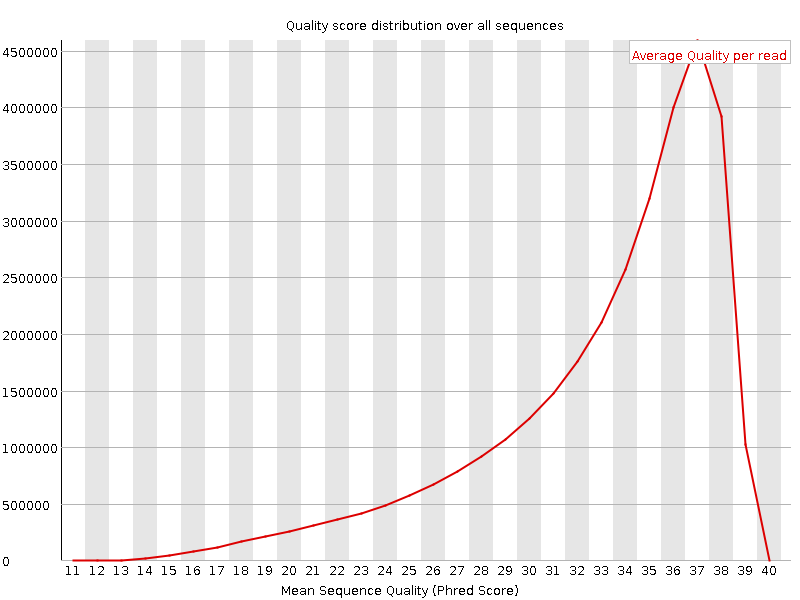 Quality score distribution over all sequences
Average Quality per read
4500000
4000000
3500000
3000000
2500000
2000000
1500000
1000000
500000
0
11 12 13 14 15 16 17 18 19 20 21 22 23 24 25 26 27 28 29 30 31 32 33 34 35 36 37 38 39 40
Mean Sequence Quality (Phred Score)